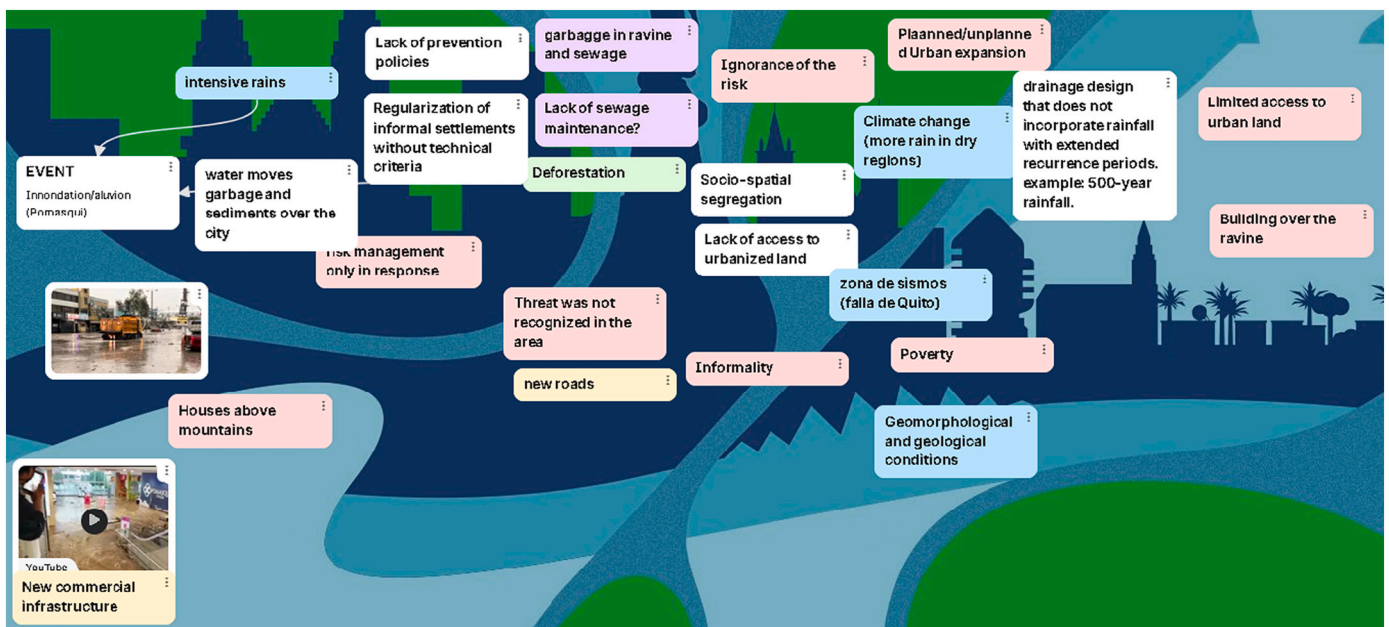 intensive rains
EVENT
Innondation/aluvion
(Pomasqui)
water moves
garbage and
sediments over the
city
Lack of prevention
policies
Regularization of
informal settlements
without technical
criteria
risk management
only in response
garbagge in ravine
and sewage
Lack of sewage
maintenance?
Deforestation
Threat was not
recognized in the
area
new roads
Ignorance of the
risk
Socio-spatial
segregation
Lack of access to
urbanized land
Informality
Plaanned/unplanne
d Urban expansion
Climate change
(more rain in dry
regions)
zona de sismos
(falla de Quito)
Poverty
Geomorphological
and geological
conditions
drainage design
that does not
incorporate rainfall
with extended
recurrence periods.
example: 500-year
rainfall.
Limited access to
urban land
Building over the
ravine
Houses above
mountains
YouTube
New commercial
infrastructure